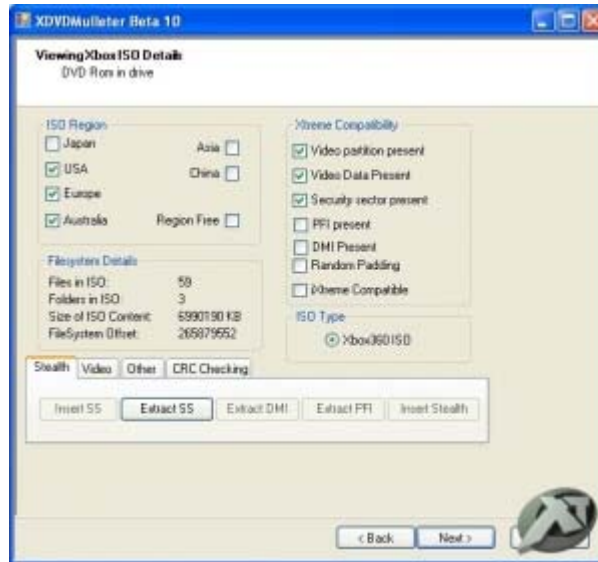 XDVDMulleter Beta 10
Viewing Xbox ISO Details
DVD Rom in drive
ISO Region
Japan
Asia
USA
China
Europe
Australia
Region Free
Xtreme Compatibility
Video partition present
Video Data Present
Security sector present
PFI present
DMI Present
Random Padding
iXtreme Compatible
Filesystem Details
Files in ISO: 59
Folders in ISO: 3
Size of ISO Content: 6990190 KB
FileSystem Offset: 265879552
ISO Type
Xbox360 ISO
Stealth Video Other CRC Checking
Insert SS Extract SS Extract DMI Extract PFI Insert Stealth
< Back Next >